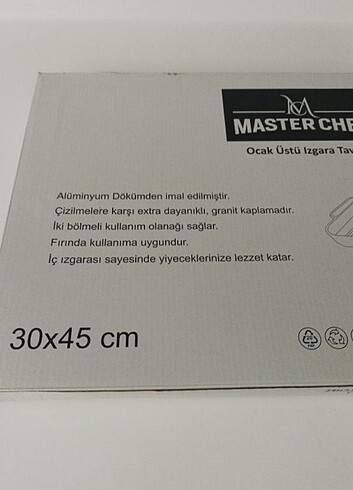 MASTER CHE
Ocak Üstü Izgara Tav
Alüminyum Dökümden imal edilmiştir.
Çizilmelere karşı extra dayanıklı, granit kaplamadır.
İki bölmeli kullanım olanağı sağlar.
Fırında kullanıma uygundur.
İç ızgarası sayesinde yiyeceklerinize lezzet katar.
30x45 cm